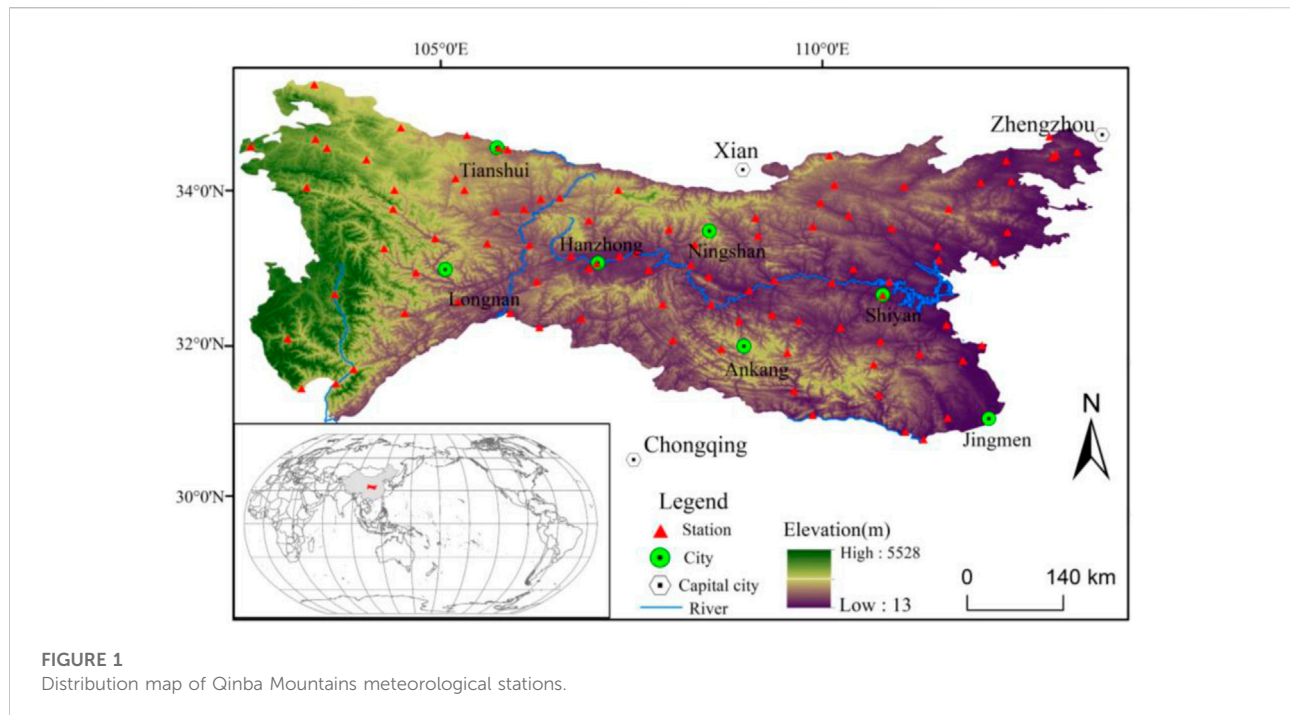 105°0'E
110°0'E
Zhengzhou
Xian
Tianshui
34°0'N
Hanzhong
Ningshan
Longnan
Shiyan
32°0'N
Ankang
N
Jingmen
Chongqing
30°0'N
Legend
Station
City
Capital city
River
Elevation(m)
High : 5528
Low : 13
0 140 km
FIGURE 1
Distribution map of Qinba Mountains meteorological stations.